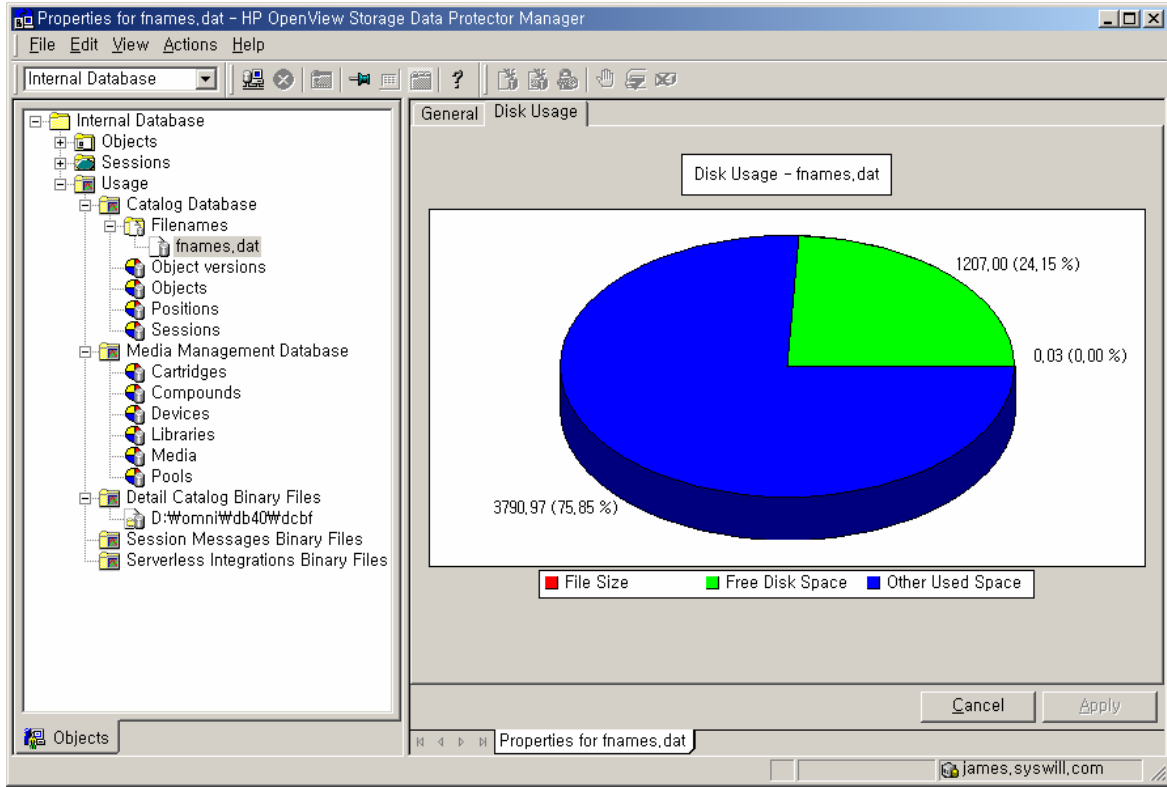 Properties for fnames,dat - HP OpenView Storage Data Protector Manager
File Edit View Actions Help
Internal Database
?
Internal Database
Objects
Sessions
Usage
Catalog Database
Filenames
fnames,dat
Object versions
Objects
Positions
Sessions
Media Management Database
Cartridges
Compounds
Devices
Libraries
Media
Pools
Detail Catalog Binary Files
D:₩omni₩db40₩dcbf
Session Messages Binary Files
Serverless Integrations Binary Files
Objects
General Disk Usage
Disk Usage - fnames,dat
1207,00 (24,15 %)
0,03 (0,00 %)
3790,97 (75,85 %)
File Size Free Disk Space Other Used Space
Cancel Apply
Properties for fnames,dat
james,syswill,com